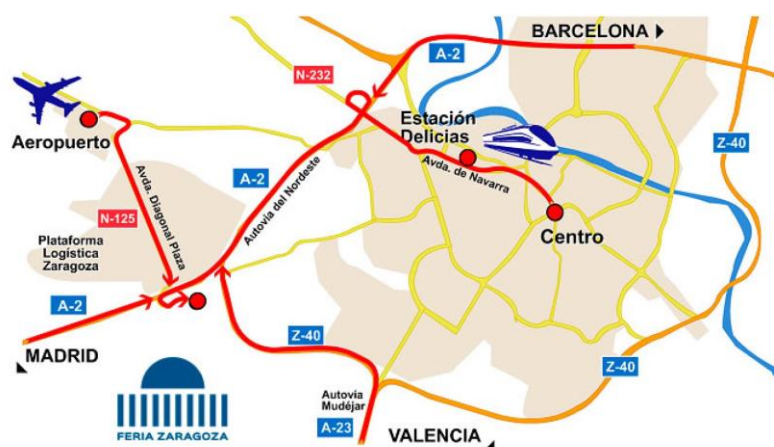 BARCELONA
A-2
N-232
Estación
Delicias
Aeropuerto
Z-40
A-2
Avda. de Navarra
Avda. Diagonal Plaza
Autovía del Nordeste
N-125
Centro
Plataforma
Logística
Zaragoza
A-2
Z-40
MADRID
Z-40
Autovía
Mudéjar
FERIA ZARAGOZA
A-23
VALENCIA